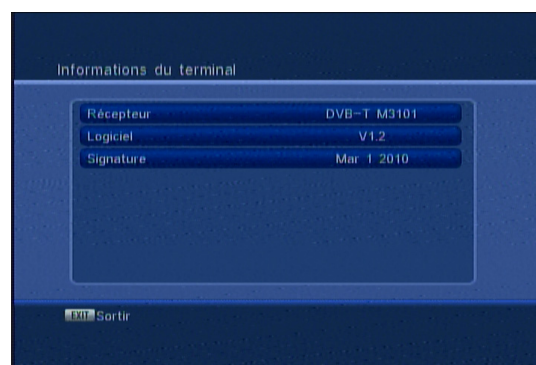 Informations du terminal
Récepteur DVB-T M3101
Logiciel V1.2
Signature Mar 1 2010
EXIT Sortir